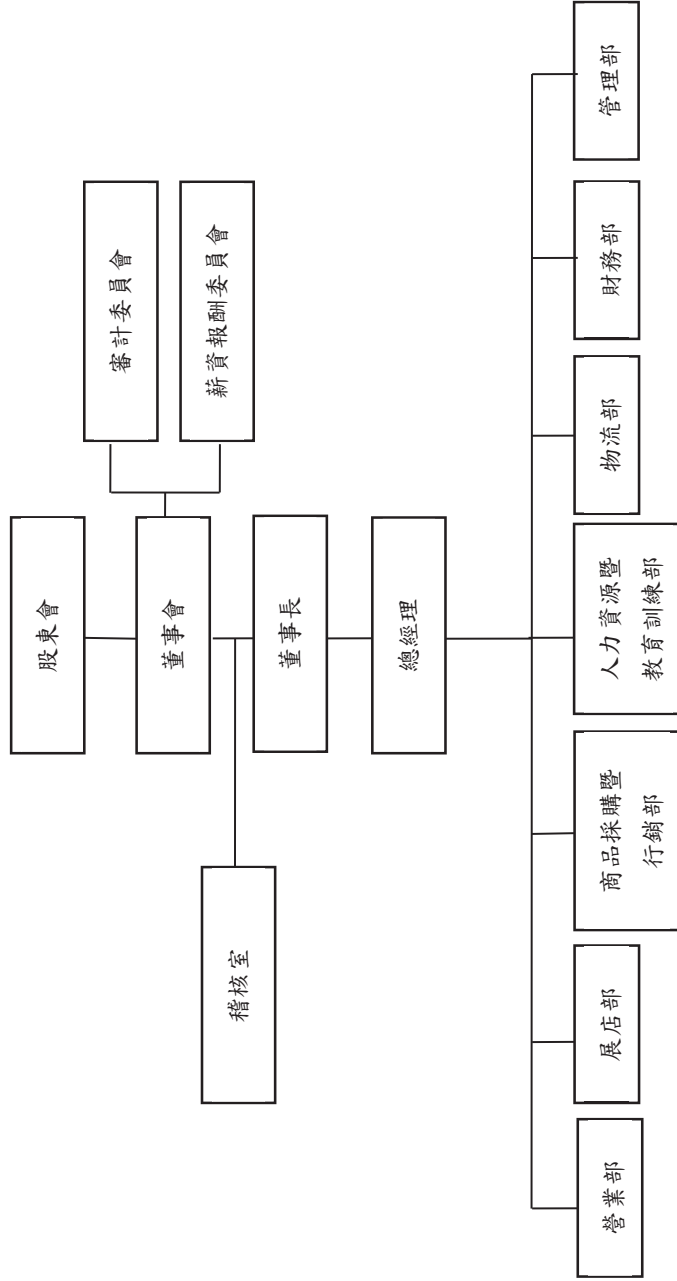 股東會
審計委員會
董事會
薪資報酬委員會
稽核室
董事長
總經理
營業部
展店部
商品採購暨
行銷部
人力資源暨
教育訓練部
物流部
財務部
管理部